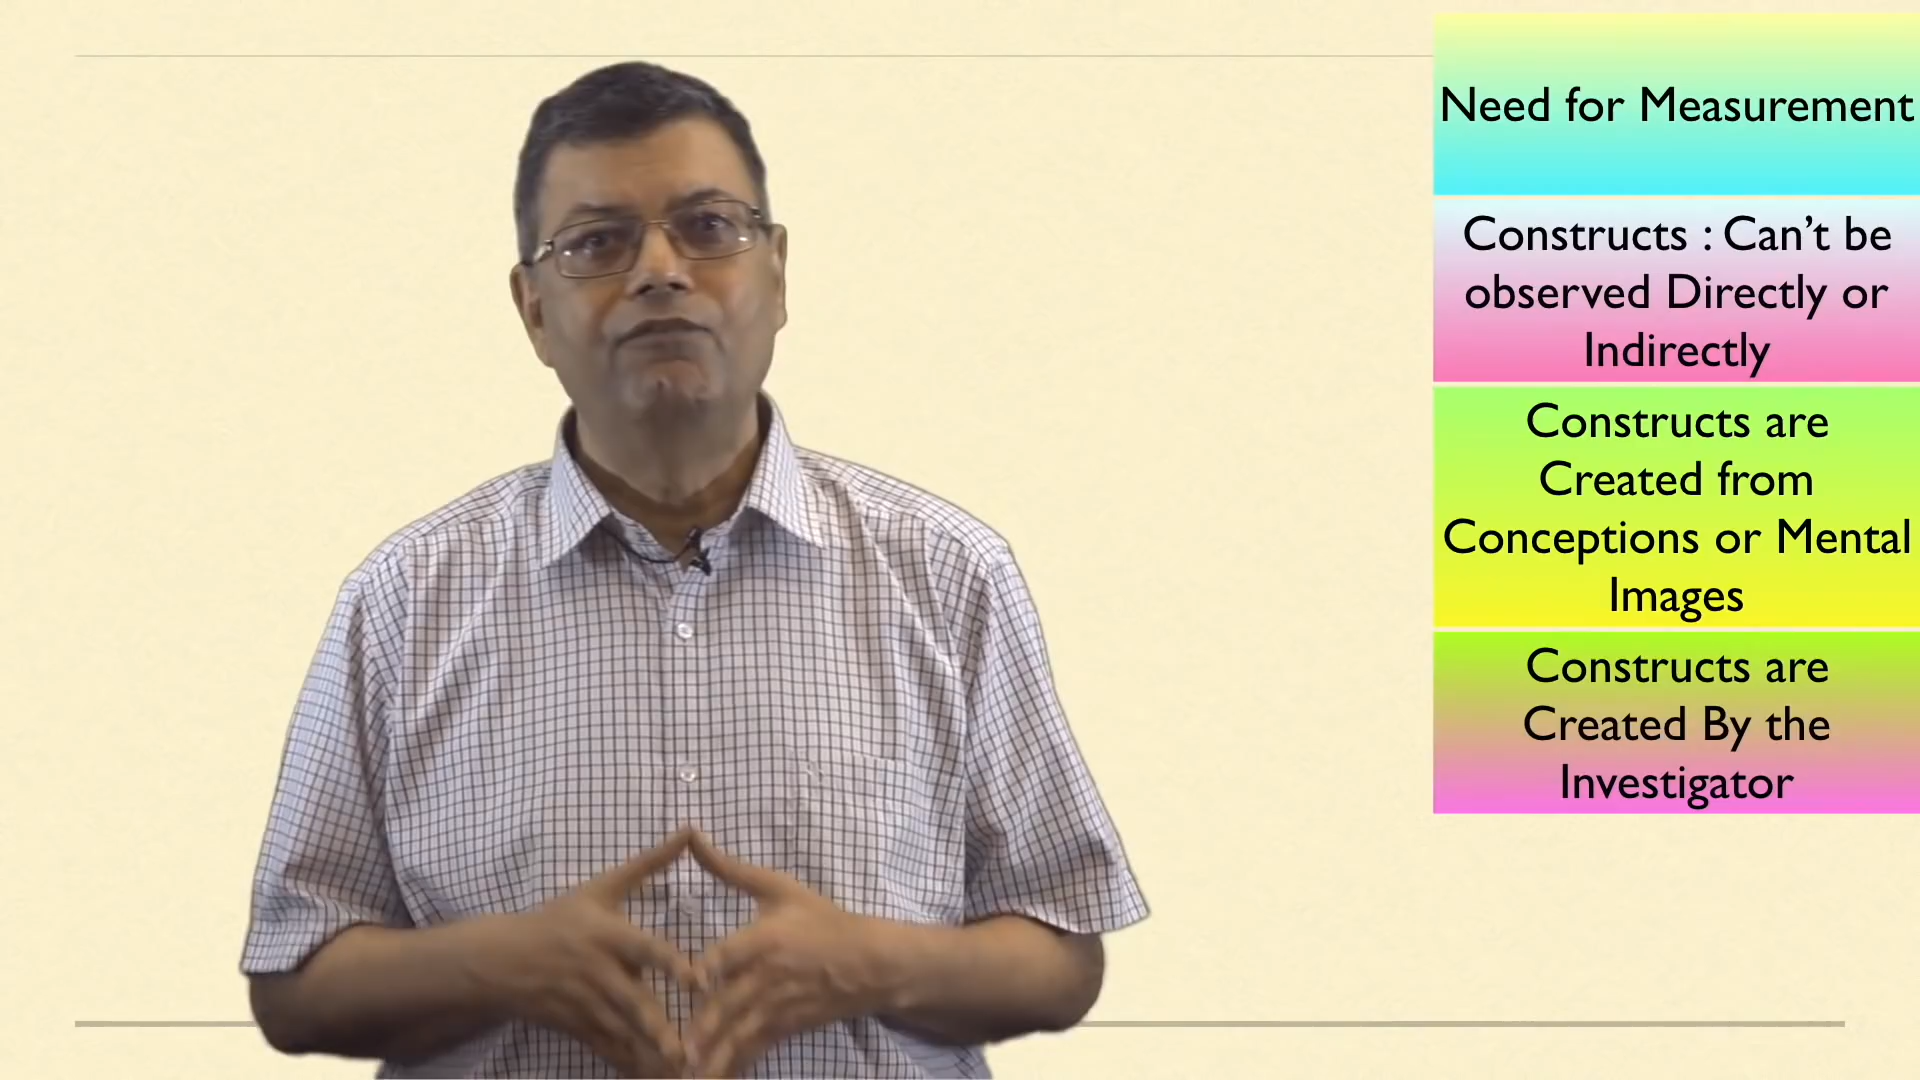 Need for Measurement
Constructs : Can’t be
observed Directly or
Indirectly
Constructs are
Created from
Conceptions or Mental
Images
Constructs are
Created By the
Investigator